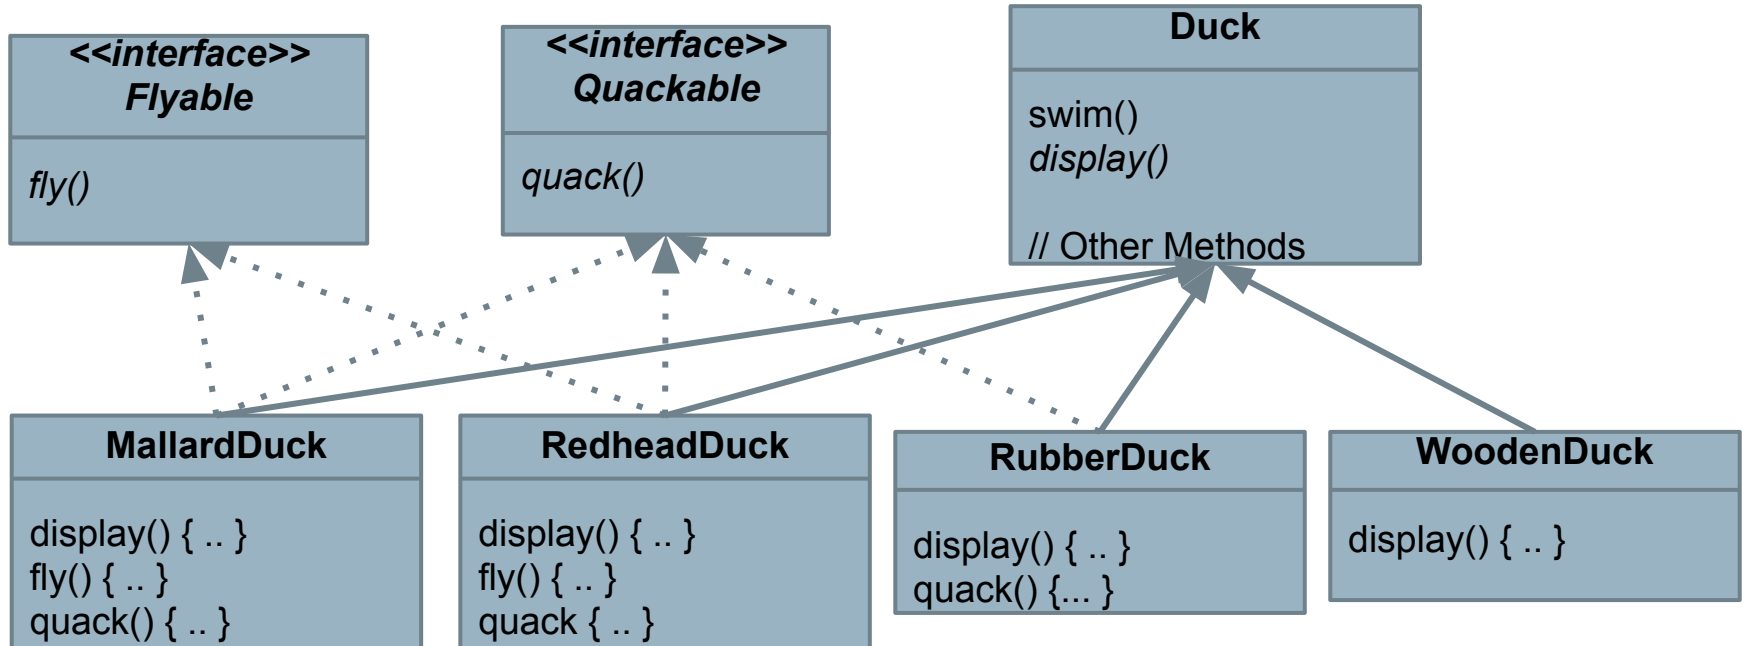 <<interface>>
Flyable
fly()
<<interface>>
Quackable
quack()
Duck
swim()
display()
// Other Methods
MallardDuck
display() { .. }
fly() { .. }
quack() { .. }
RedheadDuck
display() { .. }
fly() { .. }
quack { .. }
RubberDuck
display() { .. }
quack() {... }
WoodenDuck
display() { .. }